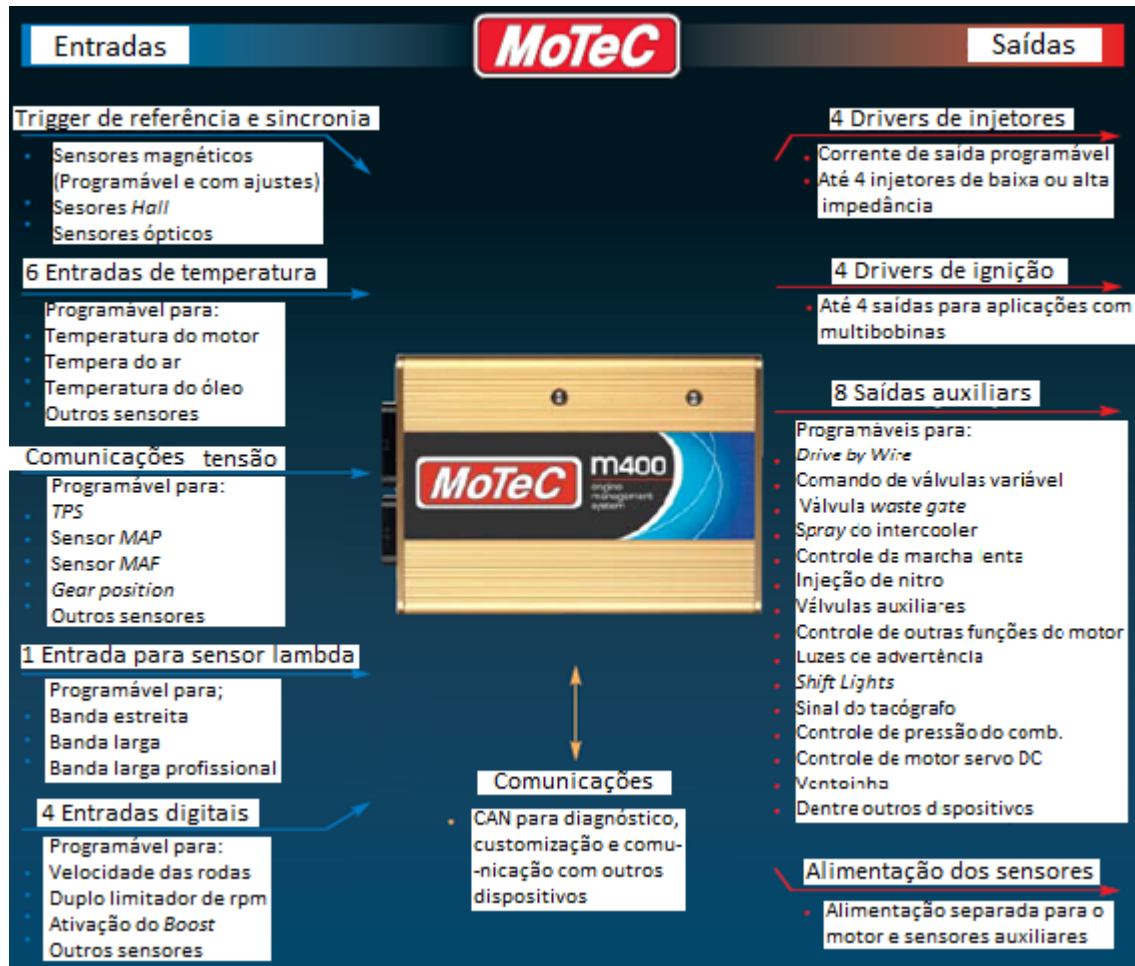 Entradas
MoTeC
Saídas
Trigger de referência e sincronia
Sensores magnéticos
(Programável e com ajustes)
Sesores Hall
Sensores ópticos
6 Entradas de temperatura
Programável para:
Temperatura do motor
Tempera do ar
Temperatura do óleo
Outros sensores
Comunicações tensão
Programável para:
TPS
Sensor MAP
Sensor MAF
Gear position
Outros sensores
1 Entrada para sensor lambda
Programável para;
Banda estreita
Banda larga
Banda larga profissional
4 Entradas digitais
Programável para:
Velocidade das rodas
Duplo limitador de rpm
Ativação do Boost
Outros sensores
MoTeC
m400
engine
management
system
Comunicações
CAN para diagnóstico,
customização e comu-
-nicação com outros
dispositivos
4 Drivers de injetores
Corrente de saída programável
Até 4 injetores de baixa ou alta
impedância
4 Drivers de ignição
Até 4 saídas para aplicações com
multibobinas
8 Saídas auxiliars
Programáveis para:
Drive by Wire
Comando de válvulas variável
Válvula waste gate
Spray do intercooler
Controle da marcha lenta
Injeção de nitro
Válvulas auxiliares
Controle de outras funções do motor
Luzes de advertência
Shift Lights
Sinal do tacógrafo
Controle de pressão do comb.
Controle de motor servo DC
Ventoinha
Dentre outros dispositivos
Alimentação dos sensores
Alimentação separada para o
motor e sensores auxiliares